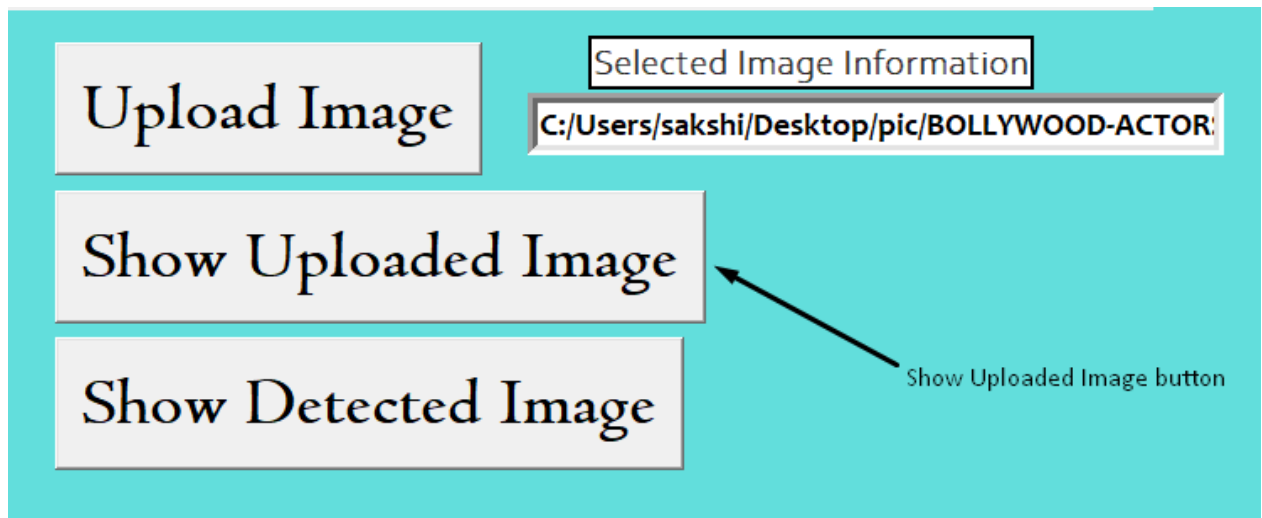 Upload Image
Selected Image Information
C:/Users/sakshi/Desktop/pic/BOLLYWOOD-ACTOR
Show Uploaded Image
Show Uploaded Image button
Show Detected Image